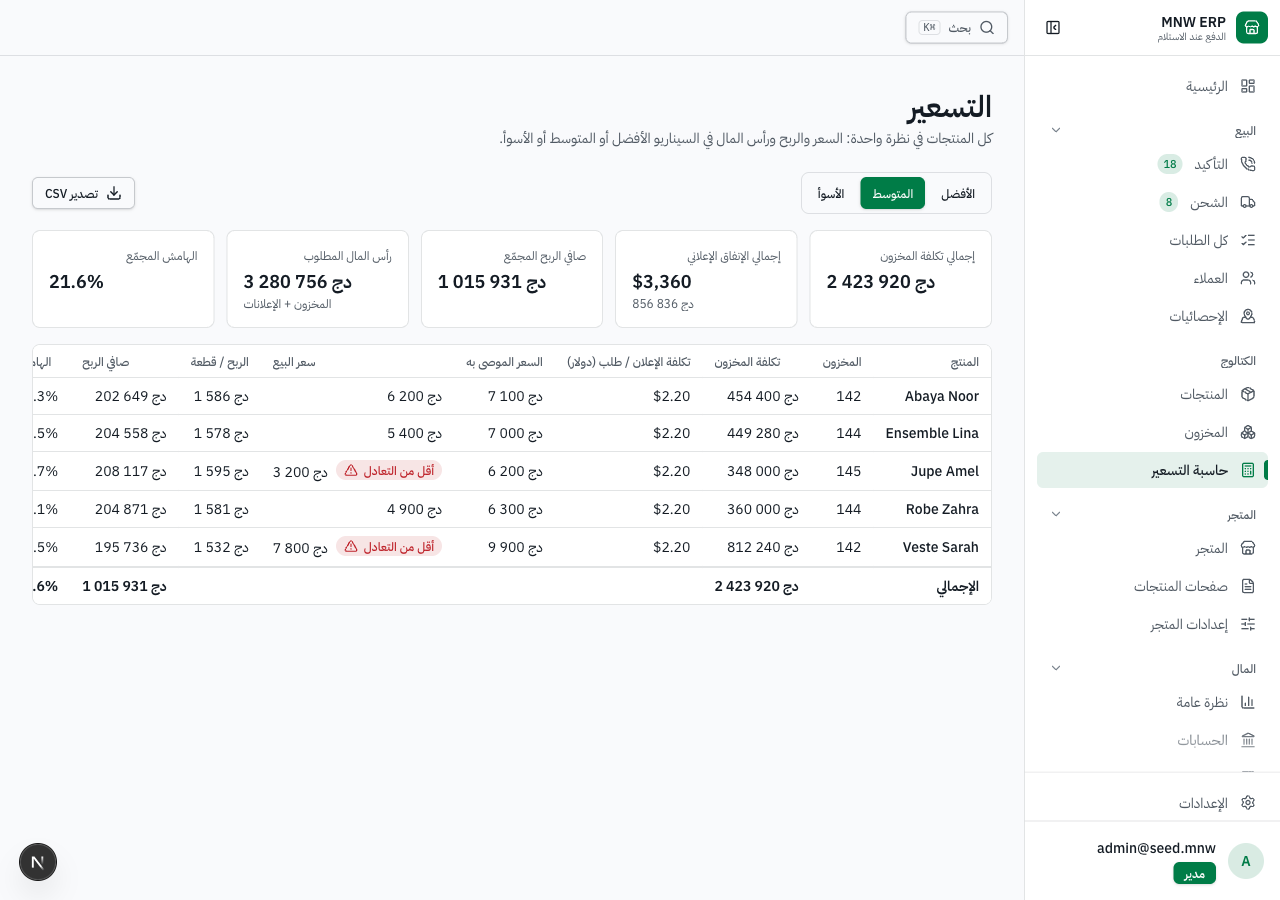 MNW ERP
الدفع عند الاستلام
بحث ⌘K
الرئيسية
البيع
التأكيد 18
الشحن 8
كل الطلبات
العملاء
الإحصائيات
الكتالوج
المنتجات
المخزون
حاسبة التسعير
المتجر
المتجر
صفحات المنتجات
إعدادات المتجر
المال
نظرة عامة
الحسابات
الإعدادات
admin@seed.mnw
مدير
A
التسعير
كل المنتجات في نظرة واحدة: السعر والربح ورأس المال في السيناريو الأفضل أو المتوسط أو الأسوأ.
الأفضل المتوسط الأسوأ
تصدير CSV
إجمالي تكلفة المخزون
2 423 920 دج
إجمالي الإنفاق الإعلاني
$3,360
856 836 دج
صافي الربح المجمّع
1 015 931 دج
رأس المال المطلوب
3 280 756 دج
المخزون + الإعلانات
الهامش المجمّع
21.6%
المنتج المخزون تكلفة المخزون تكلفة الإعلان / طلب (دولار) السعر الموصى به سعر البيع الربح / قطعة صافي الربح الهام
Abaya Noor 142 454 400 دج $2.20 7 100 دج 6 200 دج 1 586 دج 202 649 دج .3%
Ensemble Lina 144 449 280 دج $2.20 7 000 دج 5 400 دج 1 578 دج 204 558 دج .5%
Jupe Amel 145 348 000 دج $2.20 6 200 دج أقل من التعادل 3 200 دج 1 595 دج 208 117 دج .7%
Robe Zahra 144 360 000 دج $2.20 6 300 دج 4 900 دج 1 581 دج 204 871 دج .1%
Veste Sarah 142 812 240 دج $2.20 9 900 دج أقل من التعادل 7 800 دج 1 532 دج 195 736 دج .5%
الإجمالي 2 423 920 دج 1 015 931 دج .6%
N